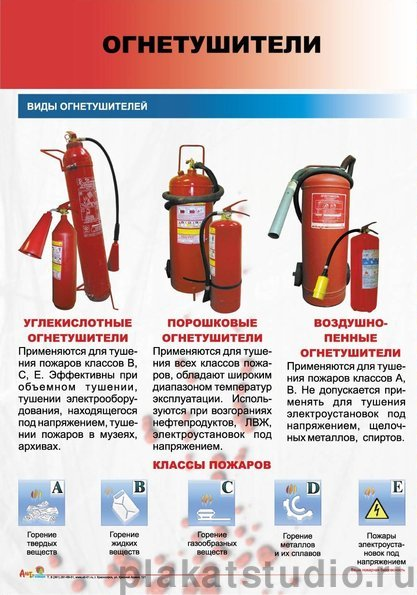 ОГНЕТУШИТЕЛИ
ВИДЫ ОГНЕТУШИТЕЛЕЙ
УГЛЕКИСЛОТНЫЕ
ОГНЕТУШИТЕЛИ
Применяются для туше-
ния пожаров классов В,
С, Е. Эффективны при
объемном тушении,
тушении электрообору-
дования, находящегося
под напряжением, туше-
нии пожаров в музеях,
архивах.
ПОРОШКОВЫЕ
ОГНЕТУШИТЕЛИ
Применяются для туше-
ния всех классов пожа-
ров, обладают широким
диапазоном температур
эксплуатации. Исполь-
зуются при возгораниях
нефтепродуктов, ЛВЖ,
электроустановок под
напряжением.
ВОЗДУШНО-
ПЕННЫЕ
ОГНЕТУШИТЕЛИ
Применяются для туше-
ния пожаров классов А,
В. Не допускается при-
менять для тушения
электроустановок под
напряжением, щелоч-
ных металлов, спиртов.
КЛАССЫ ПОЖАРОВ
A
Горение
твердых
веществ
B
Горение
жидких
веществ
C
Горение
газообразных
веществ
D
Горение
металлов
и их сплавов
E
Пожары
электроуста-
новок под
напряжением
plakatstudio.ru